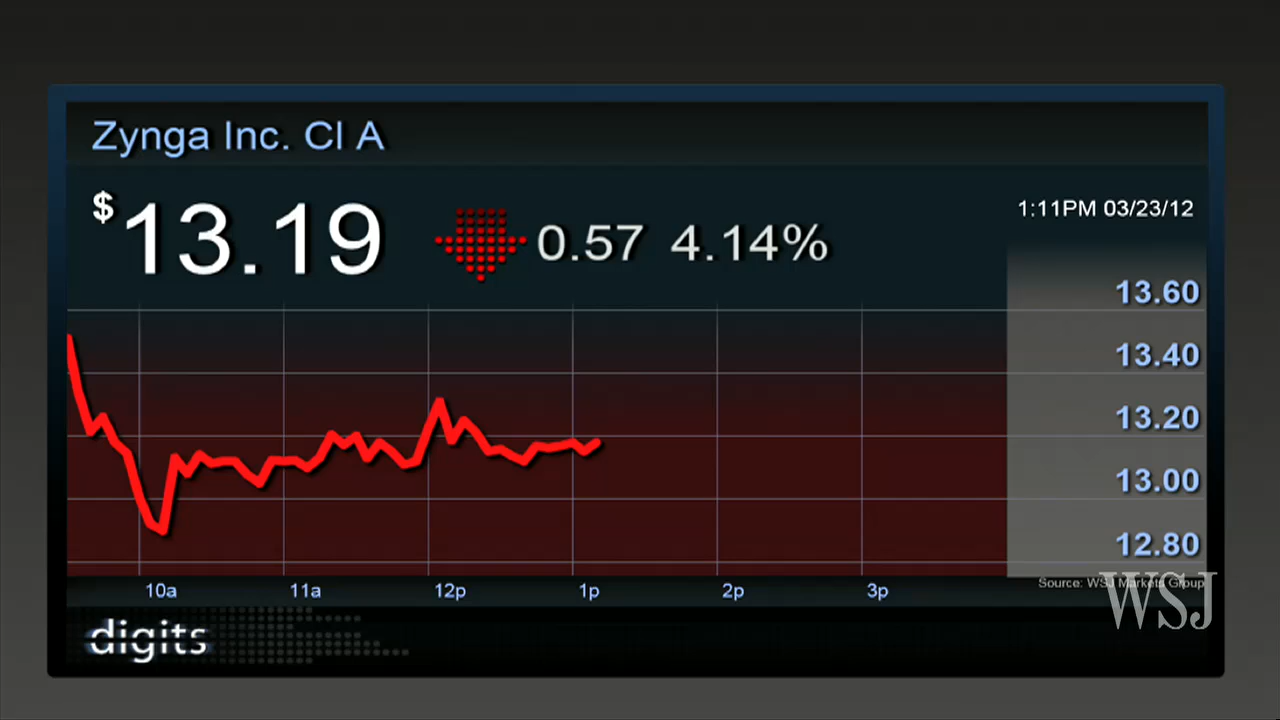 Zynga Inc. Cl A
$13.19 0.57 4.14%
1:11PM 03/23/12
13.60
13.40
13.20
13.00
12.80
10a 11a 12p 1p 2p 3p
Source: WSJ Markets Group
WSJ
digits